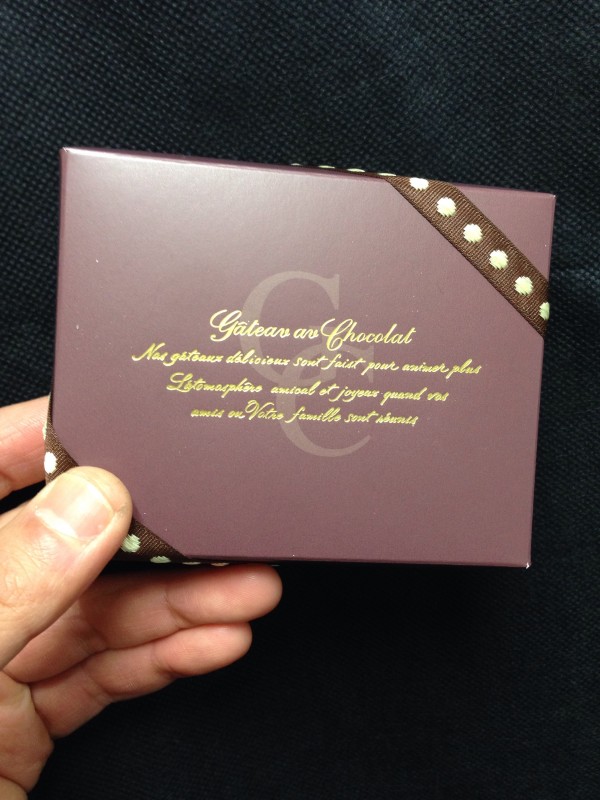 Gâteau au Chocolat
Nos gâteaux délicieux sont faist pour animer plus
L'atomosphère amical et joyeux quand vos
amis ou Votre famille sont réunis